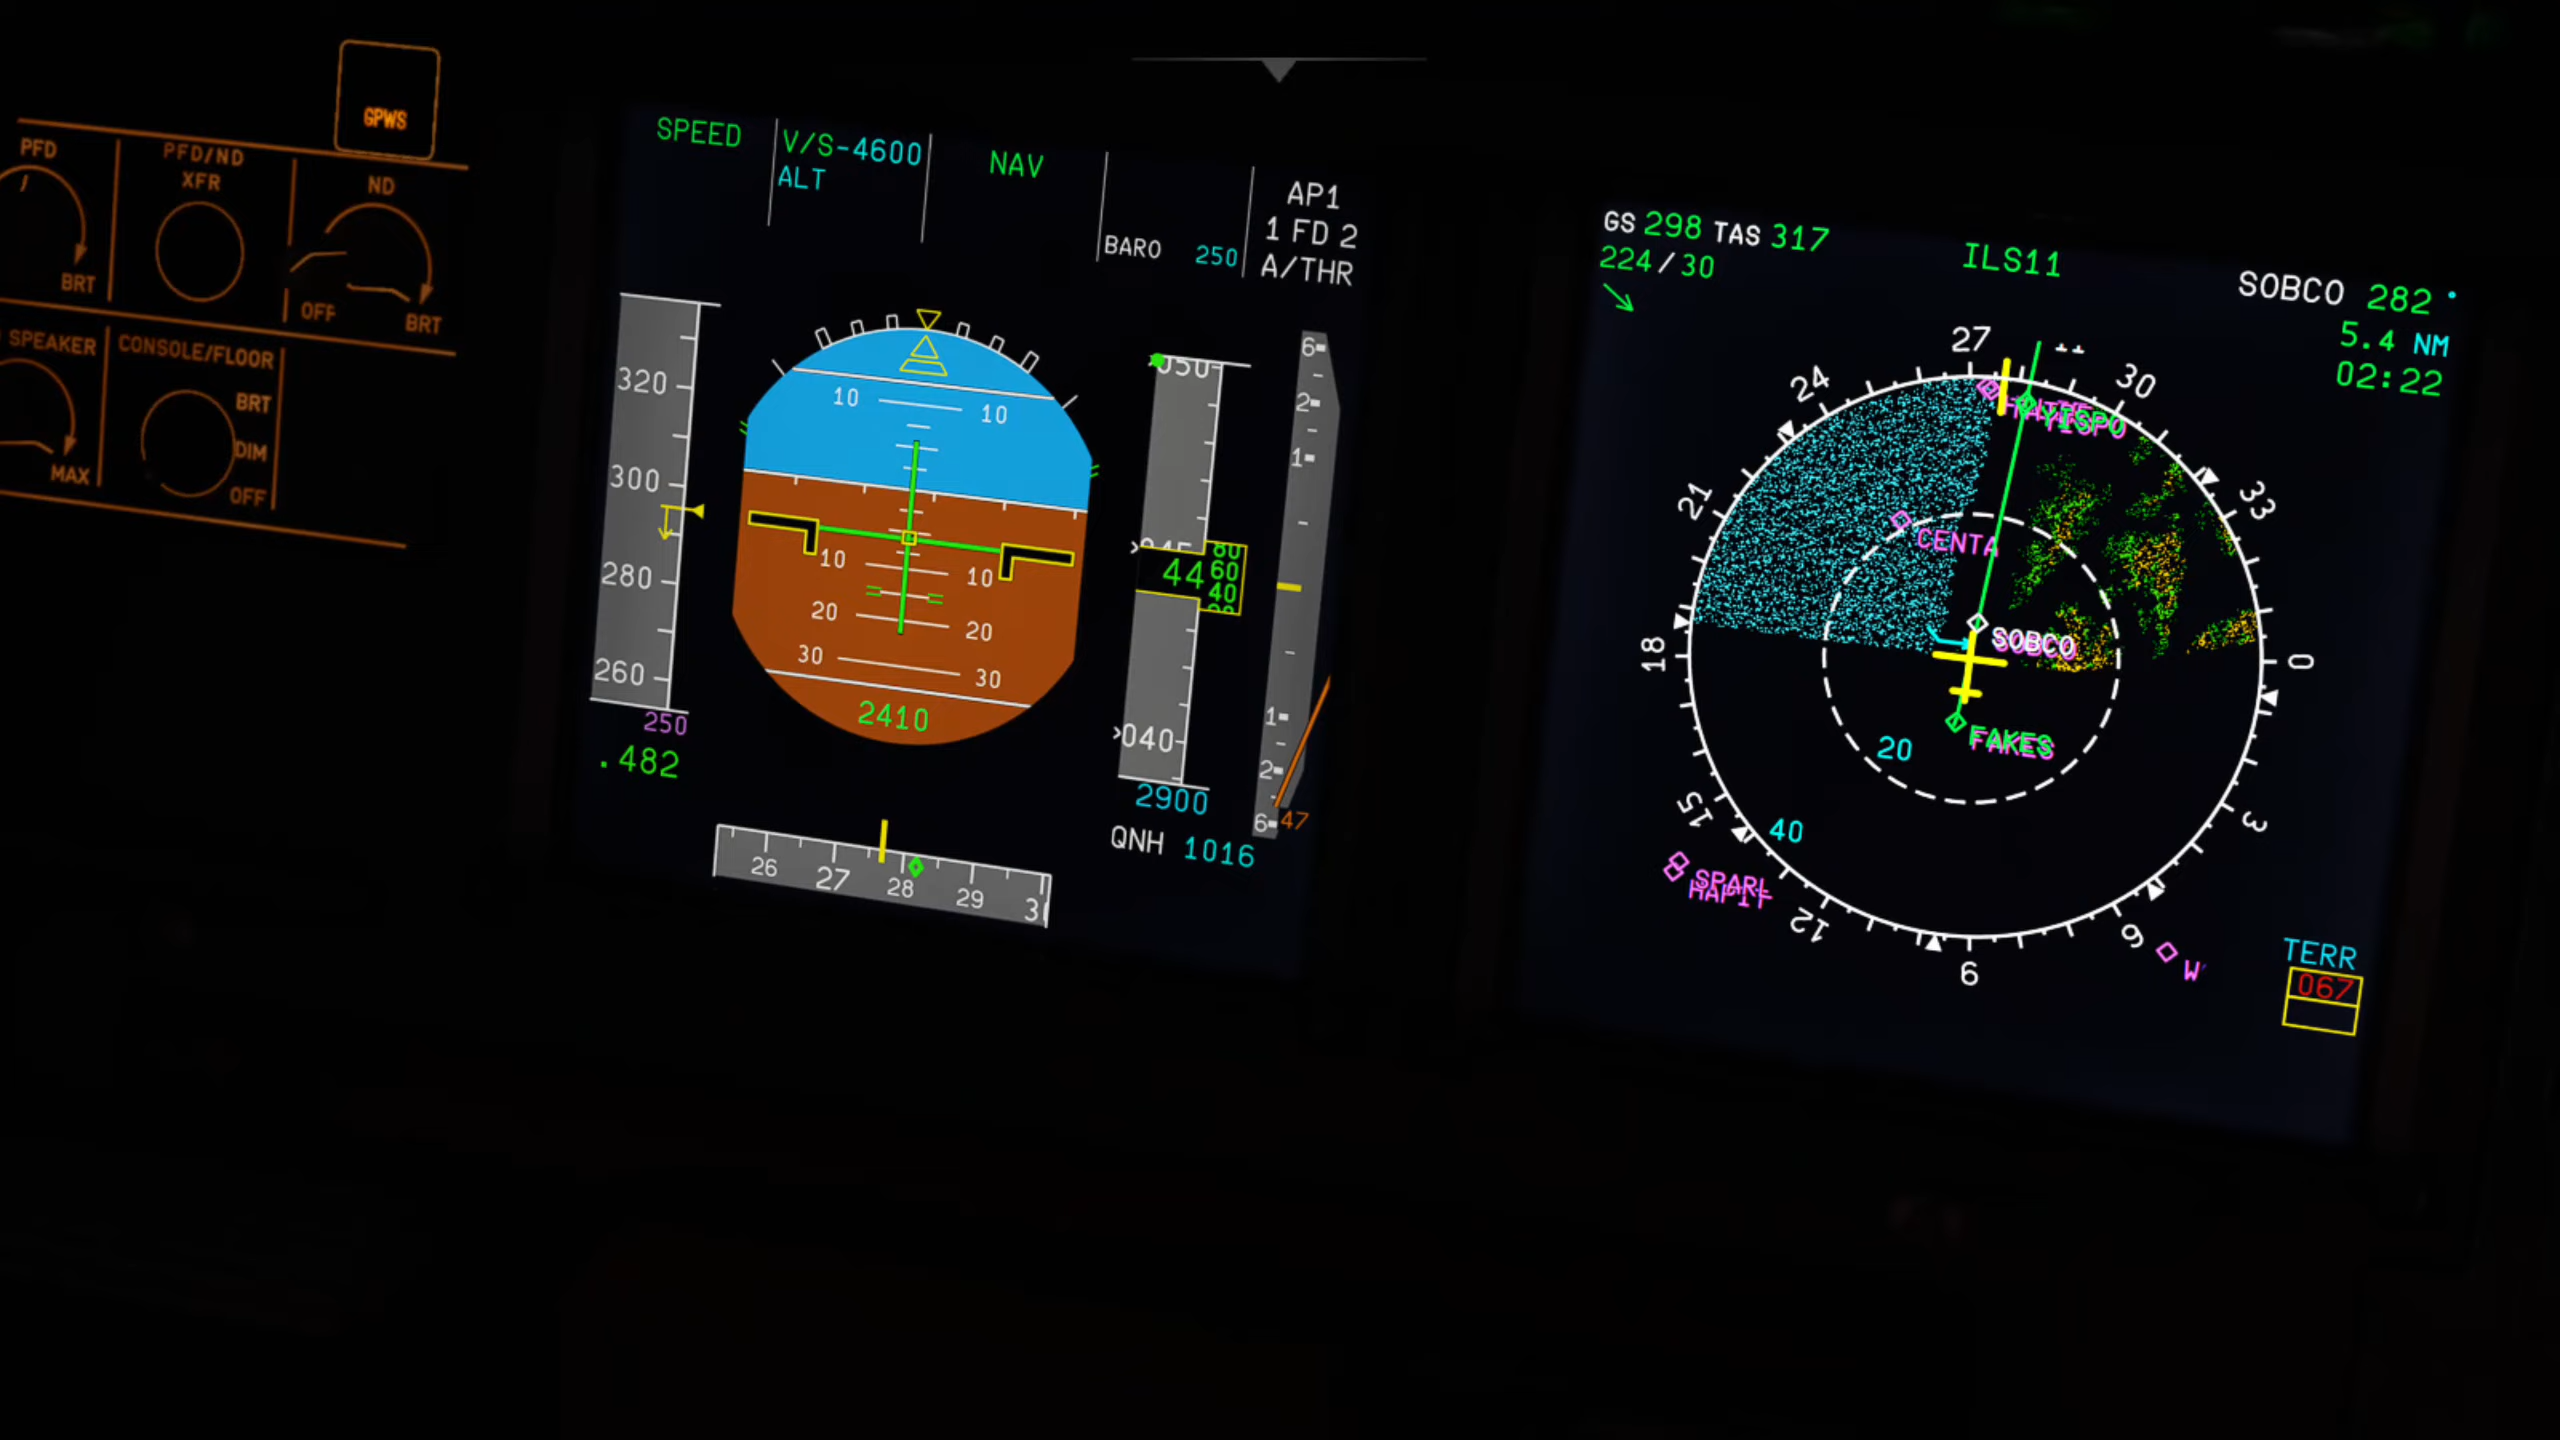 GPWS
PFD
PFD/ND
XFR
ND
BRT
OFF
BRT
SPEAKER
CONSOLE/FLOOR
BRT
DIM
MAX
OFF
SPEED
V/S-4600
NAV
AP1
ALT
1 FD 2
BARO 250
A/THR
320
300
280
260
250
.482
10 10
10 10
20 20
30 30
2410
050
44
80
60
40
040
2900
QNH 1016
6
2
1
1
2
6
47
26 27 28 29 3
GS 298 TAS 317
224/30
ILS11
SOBCO 282°
5.4 NM
02:22
27
30
33
0
3
6
9
12
15
18
21
24
YISPO
CENTA
SOBCO
FAKES
20
40
SPARL
HAPIT
W
TERR
067